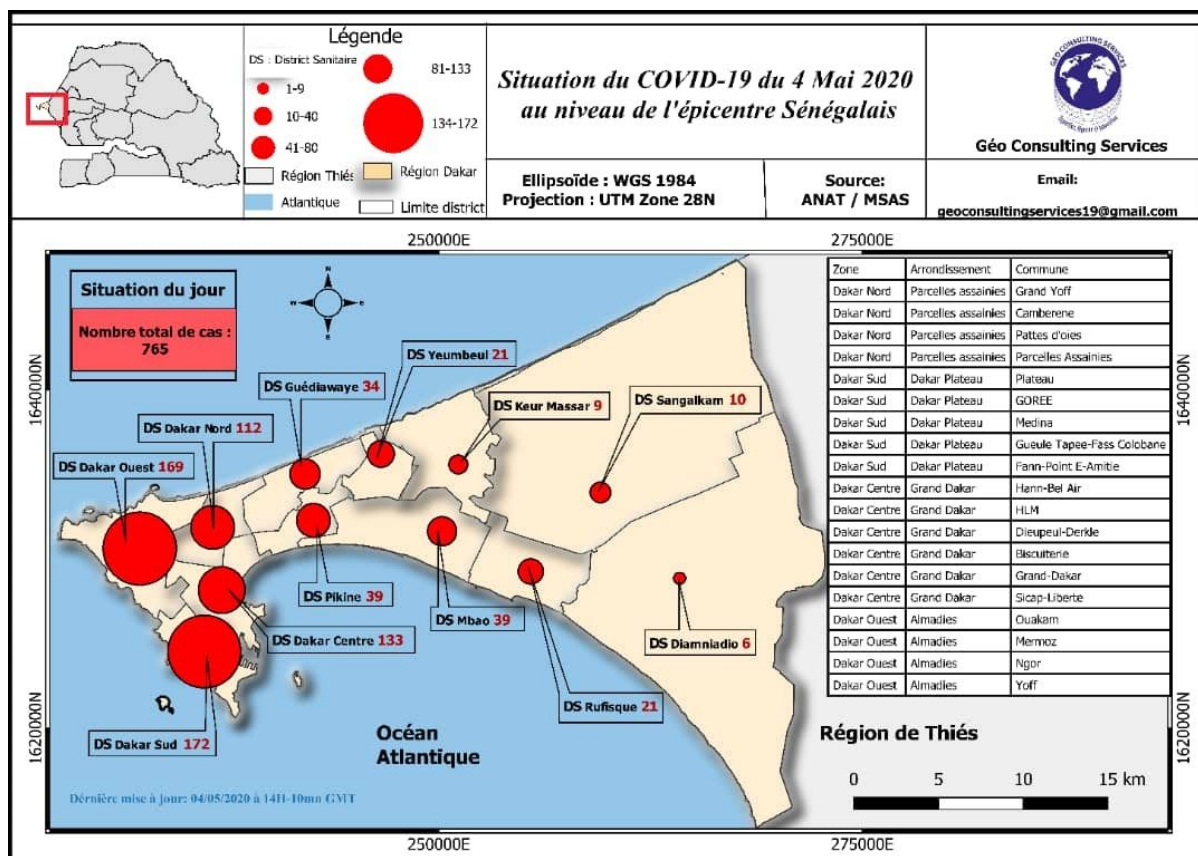 Légende
DS : District Sanitaire
1-9
10-40
41-80
81-133
134-172
Région Thiés
Région Dakar
Atlantique
Limite district
Situation du COVID-19 du 4 Mai 2020
au niveau de l'épicentre Sénégalais
Ellipsoïde : WGS 1984
Projection : UTM Zone 28N
Source:
ANAT / MSAS
GÉO CONSULTING SERVICES
Géo Consulting Services
Email:
geoconsultingservices19@gmail.com
250000E
275000E
1640000N
1640000N
1620000N
1620000N
Situation du jour
Nombre total de cas :
765
N
W
E
S
DS Yeumbeul 21
DS Guédiawaye 34
DS Keur Massar 9
DS Sangalkam 10
DS Dakar Nord 112
DS Dakar Ouest 169
DS Pikine 39
DS Mbao 39
DS Dakar Centre 133
DS Diamniadio 6
DS Rufisque 21
DS Dakar Sud 172
Océan
Atlantique
Région de Thiés
0 5 10 15 km
Dérnière mise à jour: 04/05/2020 à 14H-10mn GMT
250000E
275000E
Zone Arrondissement Commune
Dakar Nord Parcelles assainies Grand Yoff
Dakar Nord Parcelles assainies Camberene
Dakar Nord Parcelles assainies Pattes d'oies
Dakar Nord Parcelles assainies Parcelles Assainies
Dakar Sud Dakar Plateau Plateau
Dakar Sud Dakar Plateau GOREE
Dakar Sud Dakar Plateau Medina
Dakar Sud Dakar Plateau Gueule Tapee-Fass Colobane
Dakar Sud Dakar Plateau Fann-Point E-Amitie
Dakar Centre Grand Dakar Hann-Bel Air
Dakar Centre Grand Dakar HLM
Dakar Centre Grand Dakar Dieupeul-Derkle
Dakar Centre Grand Dakar Biscuiterie
Dakar Centre Grand Dakar Grand-Dakar
Dakar Centre Grand Dakar Sicap-Liberte
Dakar Ouest Almadies Ouakam
Dakar Ouest Almadies Mermoz
Dakar Ouest Almadies Ngor
Dakar Ouest Almadies Yoff